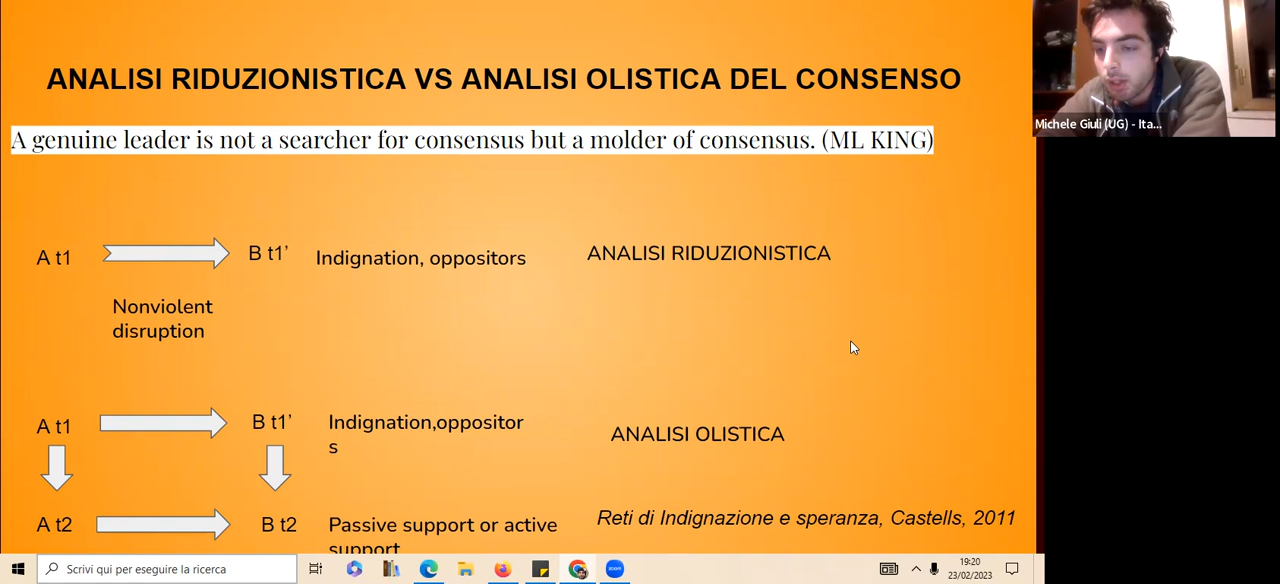 ANALISI RIDUZIONISTICA VS ANALISI OLISTICA DEL CONSENSO
A genuine leader is not a searcher for consensus but a molder of consensus. (ML KING)
Michele Giuli (UG) - Ita...
A t1
B t1’
Indignation, oppositors
ANALISI RIDUZIONISTICA
Nonviolent
disruption
A t1
B t1’
Indignation,oppositor
s
ANALISI OLISTICA
A t2
B t2
Passive support or active
support
Reti di Indignazione e speranza, Castells, 2011
Scrivi qui per eseguire la ricerca
zoom
19:20
23/02/2023